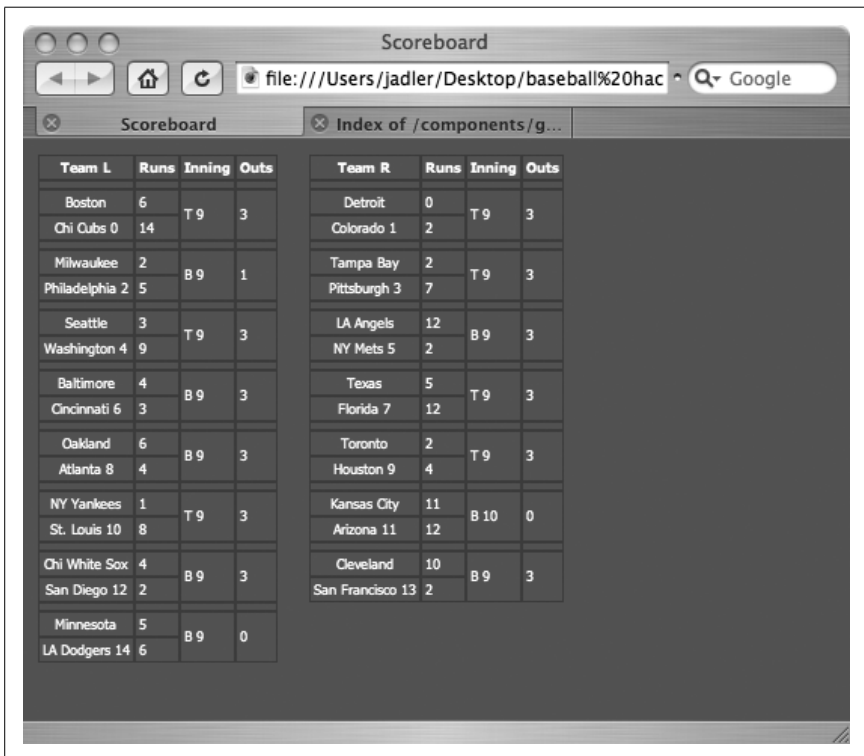 Scoreboard
file:///Users/jadler/Desktop/baseball%20hac
Google
Scoreboard
Index of /components/g...
Team L Runs Inning Outs
Boston 6 T 9 3
Chi Cubs 0 14
Milwaukee 2 B 9 1
Philadelphia 2 5
Seattle 3 T 9 3
Washington 4 9
Baltimore 4 B 9 3
Cincinnati 6 3
Oakland 6 B 9 3
Atlanta 8 4
NY Yankees 1 T 9 3
St. Louis 10 8
Chi White Sox 4 B 9 3
San Diego 12 2
Minnesota 5 B 9 0
LA Dodgers 14 6
Team R Runs Inning Outs
Detroit 0 T 9 3
Colorado 1 2
Tampa Bay 2 T 9 3
Pittsburgh 3 7
LA Angels 12 B 9 3
NY Mets 5 2
Texas 5 T 9 3
Florida 7 12
Toronto 2 T 9 3
Houston 9 4
Kansas City 11 B 10 0
Arizona 11 12
Cleveland 10 B 9 3
San Francisco 13 2